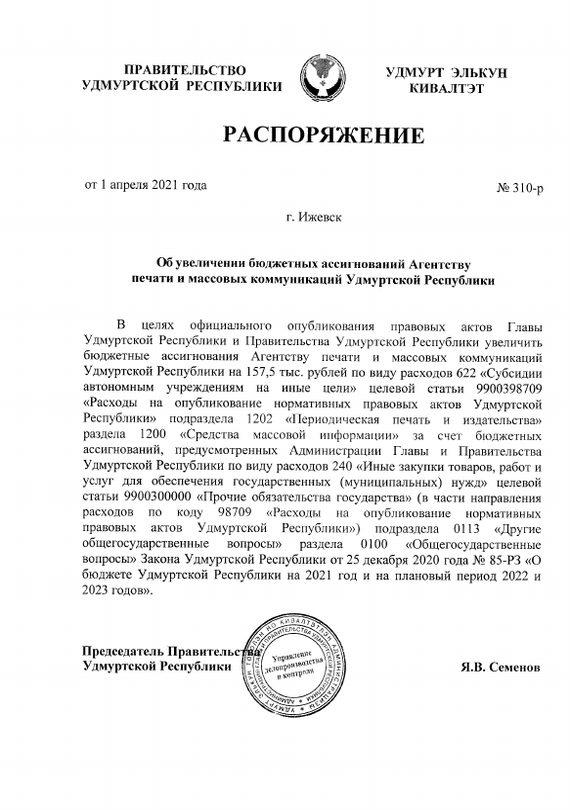 ПРАВИТЕЛЬСТВО
УДМУРТСКОЙ РЕСПУБЛИКИ
УДМУРТ ЭЛЬКУН
КИВАЛТЭТ
РАСПОРЯЖЕНИЕ
от 1 апреля 2021 года
№ 310-р
г. Ижевск
Об увеличении бюджетных ассигнований Агентству
печати и массовых коммуникаций Удмуртской Республики
В целях официального опубликования правовых актов Главы
Удмуртской Республики и Правительства Удмуртской Республики увеличить
бюджетные ассигнования Агентству печати и массовых коммуникаций
Удмуртской Республики на 157,5 тыс. рублей по виду расходов 622 «Субсидии
автономным учреждениям на иные цели» целевой статьи 9900398709
«Расходы на опубликование нормативных правовых актов Удмуртской
Республики» подраздела 1202 «Периодическая печать и издательства»
раздела 1200 «Средства массовой информации» за счет бюджетных
ассигнований, предусмотренных Администрации Главы и Правительства
Удмуртской Республики по виду расходов 240 «Иные закупки товаров, работ и
услуг для обеспечения государственных (муниципальных) нужд» целевой
статьи 9900300000 «Прочие обязательства государства» (в части направления
расходов по коду 98709 «Расходы на опубликование нормативных
правовых актов Удмуртской Республики») подраздела 0113 «Другие
общегосударственные вопросы» раздела 0100 «Общегосударственные
вопросы» Закона Удмуртской Республики от 25 декабря 2020 года № 85-РЗ «О
бюджете Удмуртской Республики на 2021 год и на плановый период 2022 и
2023 годов».
Председатель Правительства
Удмуртской Республики
Я.В. Семенов
Управление
делопроизводства
и контроля